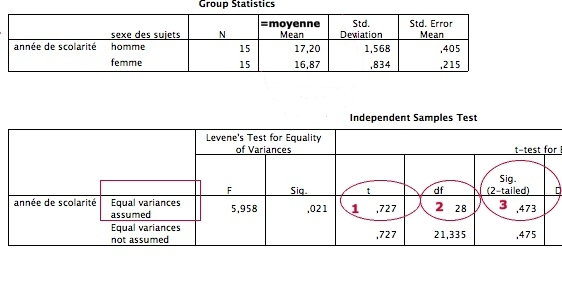 Group Statistics
sexe des sujets N =moyenne Mean Std. Deviation Std. Error Mean
année de scolarité homme 15 17,20 1,568 ,405
femme 15 16,87 ,834 ,215
Independent Samples Test
Levene's Test for Equality of Variances
t-test for
F Sig. t df Sig. (2-tailed) D
année de scolarité Equal variances assumed 5,958 ,021 1 ,727 2 28 3 ,473
Equal variances not assumed ,727 21,335 ,475